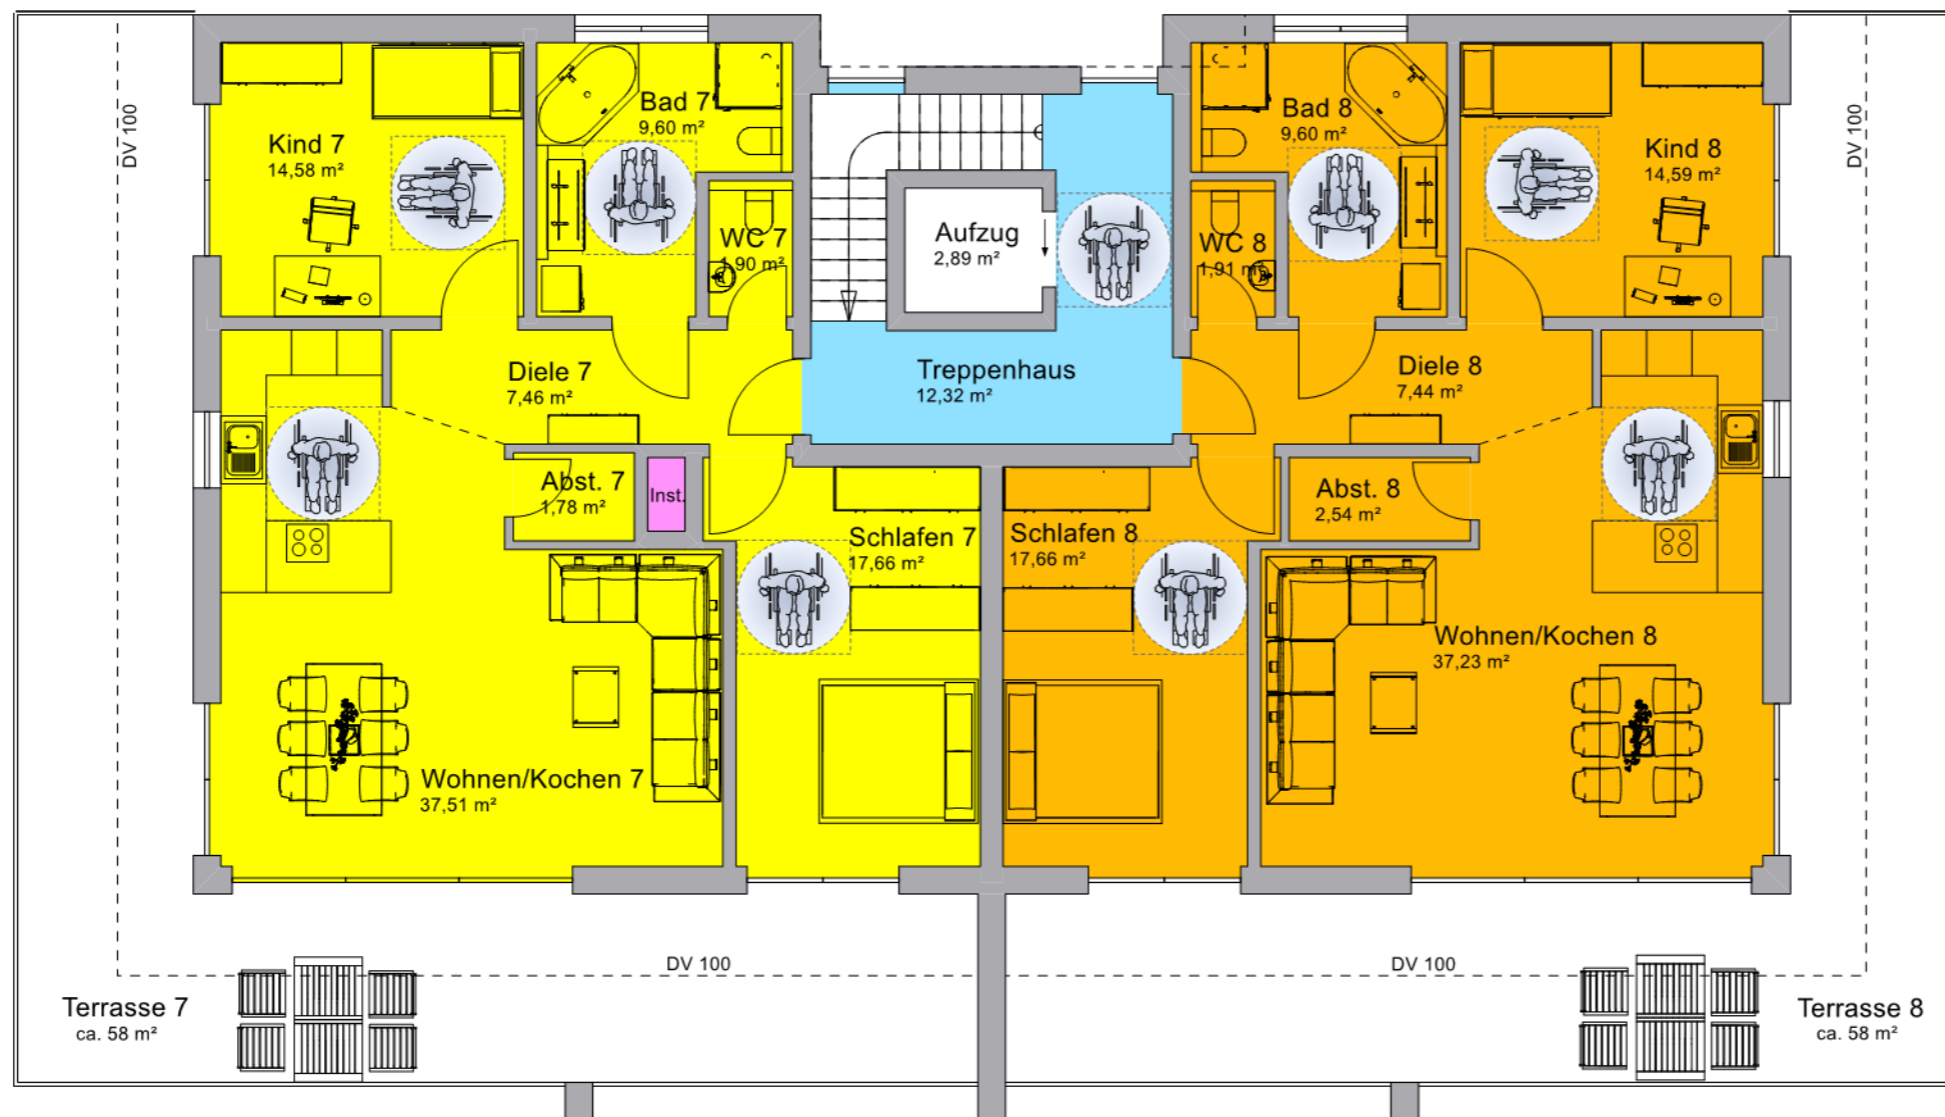 DV 100
DV 100
Kind 7
14,58 m²
Bad 7
9,60 m²
Bad 8
9,60 m²
Kind 8
14,59 m²
WC 7
1,90 m²
Aufzug
2,89 m²
WC 8
1,91 m²
Diele 7
7,46 m²
Treppenhaus
12,32 m²
Diele 8
7,44 m²
Abst. 7
1,78 m²
Inst.
Abst. 8
2,54 m²
Schlafen 7
17,66 m²
Schlafen 8
17,66 m²
Wohnen/Kochen 8
37,23 m²
Wohnen/Kochen 7
37,51 m²
DV 100
DV 100
Terrasse 7
ca. 58 m²
Terrasse 8
ca. 58 m²